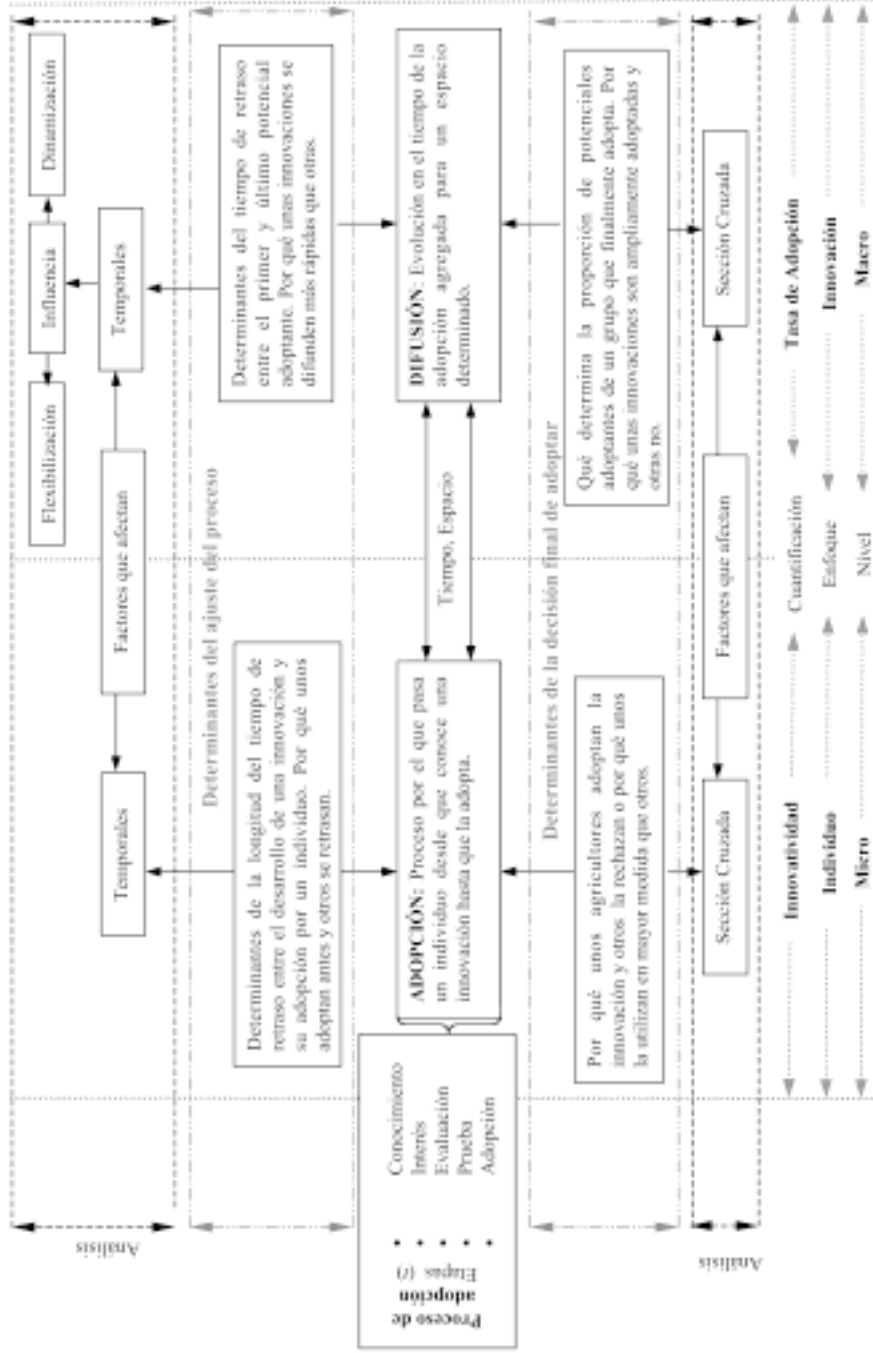 Análisis
Flexibilización
Influencia
Dinamización
Temporales
Factores que afectan
Temporales
Determinantes del ajuste del proceso
Determinantes de la longitud del tiempo de
retraso entre el desarrollo de una innovación y
su adopción por un individuo. Por qué unos
adoptan antes y otros se retrasan.
Determinantes del tiempo de retraso
entre el primer y último potencial
adoptante. Por qué unas innovaciones se
difunden más rápidas que otras.
Proceso de
adopción
Etapas (t)
• Conocimiento
• Interés
• Evaluación
• Prueba
• Adopción
ADOPCIÓN: Proceso por el que pasa
un individuo desde que conoce una
innovación hasta que la adopta.
Tiempo, Espacio
DIFUSIÓN: Evolución en el tiempo de la
adopción agregada para un espacio
determinado.
Determinantes de la decisión final de adoptar
Por qué unos agricultores adoptan la
innovación y otros la rechazan o por qué unos
la utilizan en mayor medida que otros.
Qué determina la proporción de potenciales
adoptantes de un grupo que finalmente adopta. Por
qué unas innovaciones son ampliamente adoptadas y
otras no.
Análisis
Sección Cruzada
Factores que afectan
Sección Cruzada
Innovatividad
Cuantificación
Tasa de Adopción
Individuo
Enfoque
Innovación
Micro
Nivel
Macro